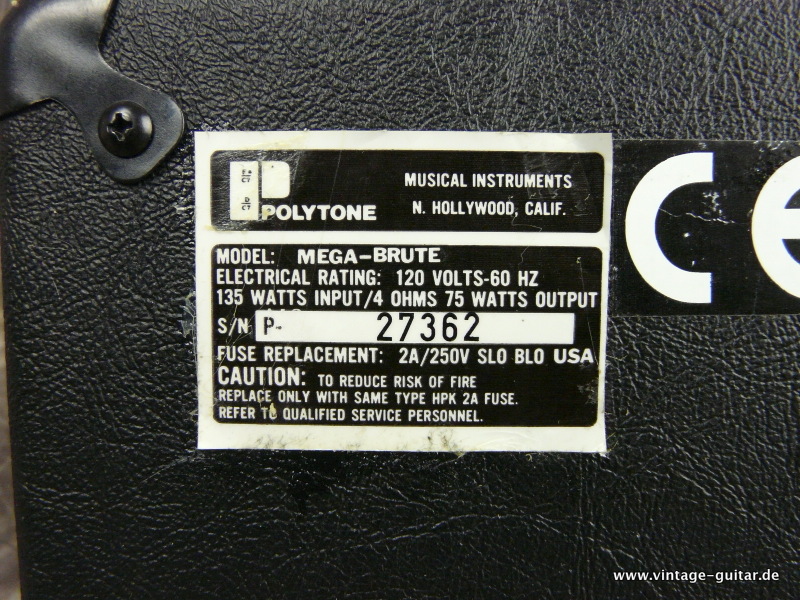 MUSICAL INSTRUMENTS
POLYTONE
N. HOLLYWOOD, CALIF.
CE
MODEL: MEGA-BRUTE
ELECTRICAL RATING: 120 VOLTS-60 HZ
135 WATTS INPUT/4 OHMS 75 WATTS OUTPUT
S/N P- 27362
FUSE REPLACEMENT: 2A/250V SLO BLO USA
CAUTION: TO REDUCE RISK OF FIRE
REPLACE ONLY WITH SAME TYPE HPK 2A FUSE.
REFER TO QUALIFIED SERVICE PERSONNEL.
www.vintage-guitar.de